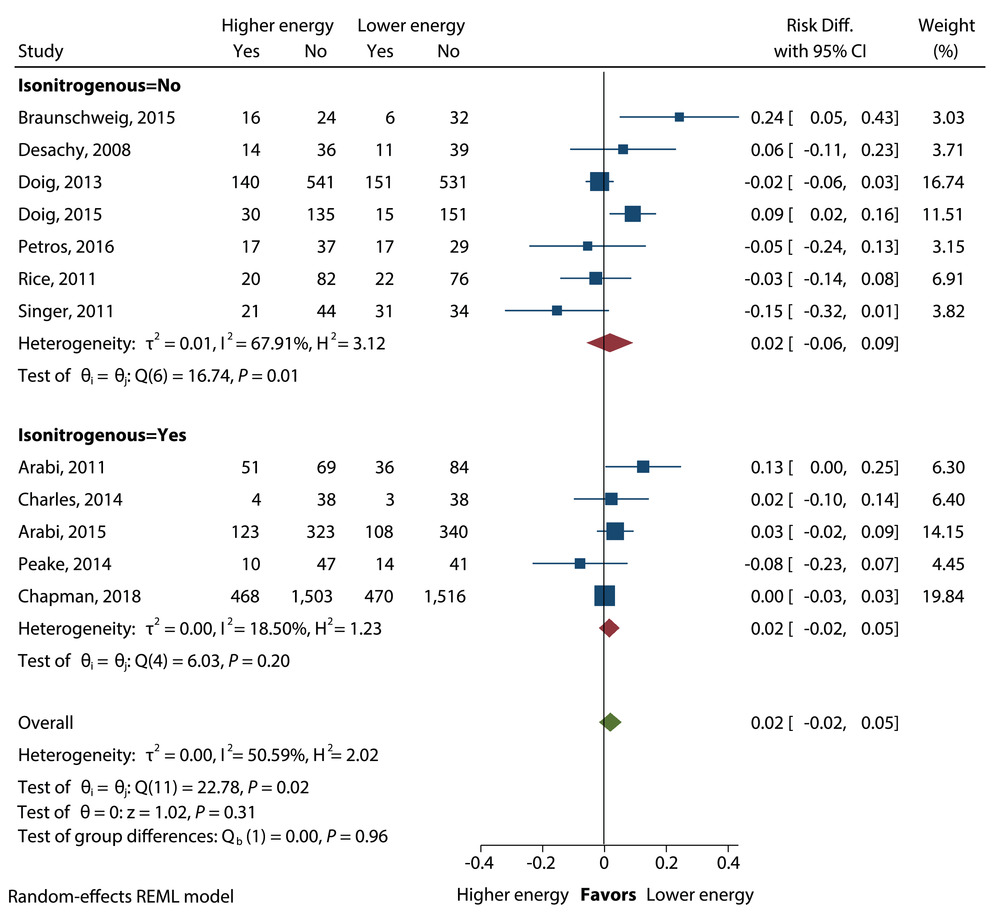 Higher energy Lower energy Risk Diff. Weight
Study Yes No Yes No with 95% CI (%)
Isonitrogenous=No
Braunschweig, 2015 16 24 6 32 0.24 [ 0.05, 0.43] 3.03
Desachy, 2008 14 36 11 39 0.06 [ -0.11, 0.23] 3.71
Doig, 2013 140 541 151 531 -0.02 [ -0.06, 0.03] 16.74
Doig, 2015 30 135 15 151 0.09 [ 0.02, 0.16] 11.51
Petros, 2016 17 37 17 29 -0.05 [ -0.24, 0.13] 3.15
Rice, 2011 20 82 22 76 -0.03 [ -0.14, 0.08] 6.91
Singer, 2011 21 44 31 34 -0.15 [ -0.32, 0.01] 3.82
Heterogeneity: τ² = 0.01, I² = 67.91%, H² = 3.12 0.02 [ -0.06, 0.09]
Test of θᵢ = θⱼ: Q(6) = 16.74, P = 0.01
Isonitrogenous=Yes
Arabi, 2011 51 69 36 84 0.13 [ 0.00, 0.25] 6.30
Charles, 2014 4 38 3 38 0.02 [ -0.10, 0.14] 6.40
Arabi, 2015 123 323 108 340 0.03 [ -0.02, 0.09] 14.15
Peake, 2014 10 47 14 41 -0.08 [ -0.23, 0.07] 4.45
Chapman, 2018 468 1,503 470 1,516 0.00 [ -0.03, 0.03] 19.84
Heterogeneity: τ² = 0.00, I² = 18.50%, H² = 1.23 0.02 [ -0.02, 0.05]
Test of θᵢ = θⱼ: Q(4) = 6.03, P = 0.20
Overall 0.02 [ -0.02, 0.05]
Heterogeneity: τ² = 0.00, I² = 50.59%, H² = 2.02
Test of θᵢ = θⱼ: Q(11) = 22.78, P = 0.02
Test of θ = 0: z = 1.02, P = 0.31
Test of group differences: Q_b (1) = 0.00, P = 0.96
-0.4 -0.2 0 0.2 0.4
Higher energy Favors Lower energy
Random-effects REML model